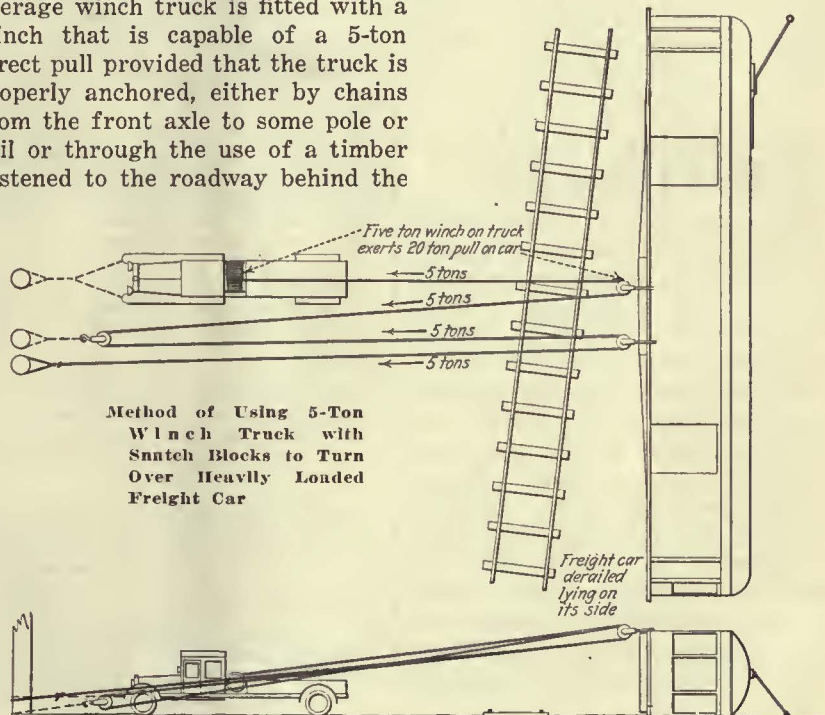 erage winch truck is fitted with a
inch that is capable of a 5-ton
rect pull provided that the truck is
operly anchored, either by chains
om the front axle to some pole or
il or through the use of a timber
stened to the roadway behind the
Five ton winch on truck
exerts 20 ton pull on car
5 tons
5 tons
5 tons
5 tons
Method of Using 5-Ton
Winch Truck with
Snatch Blocks to Turn
Over Heavily Loaded
Freight Car
Freight car
derailed
lying on
its side